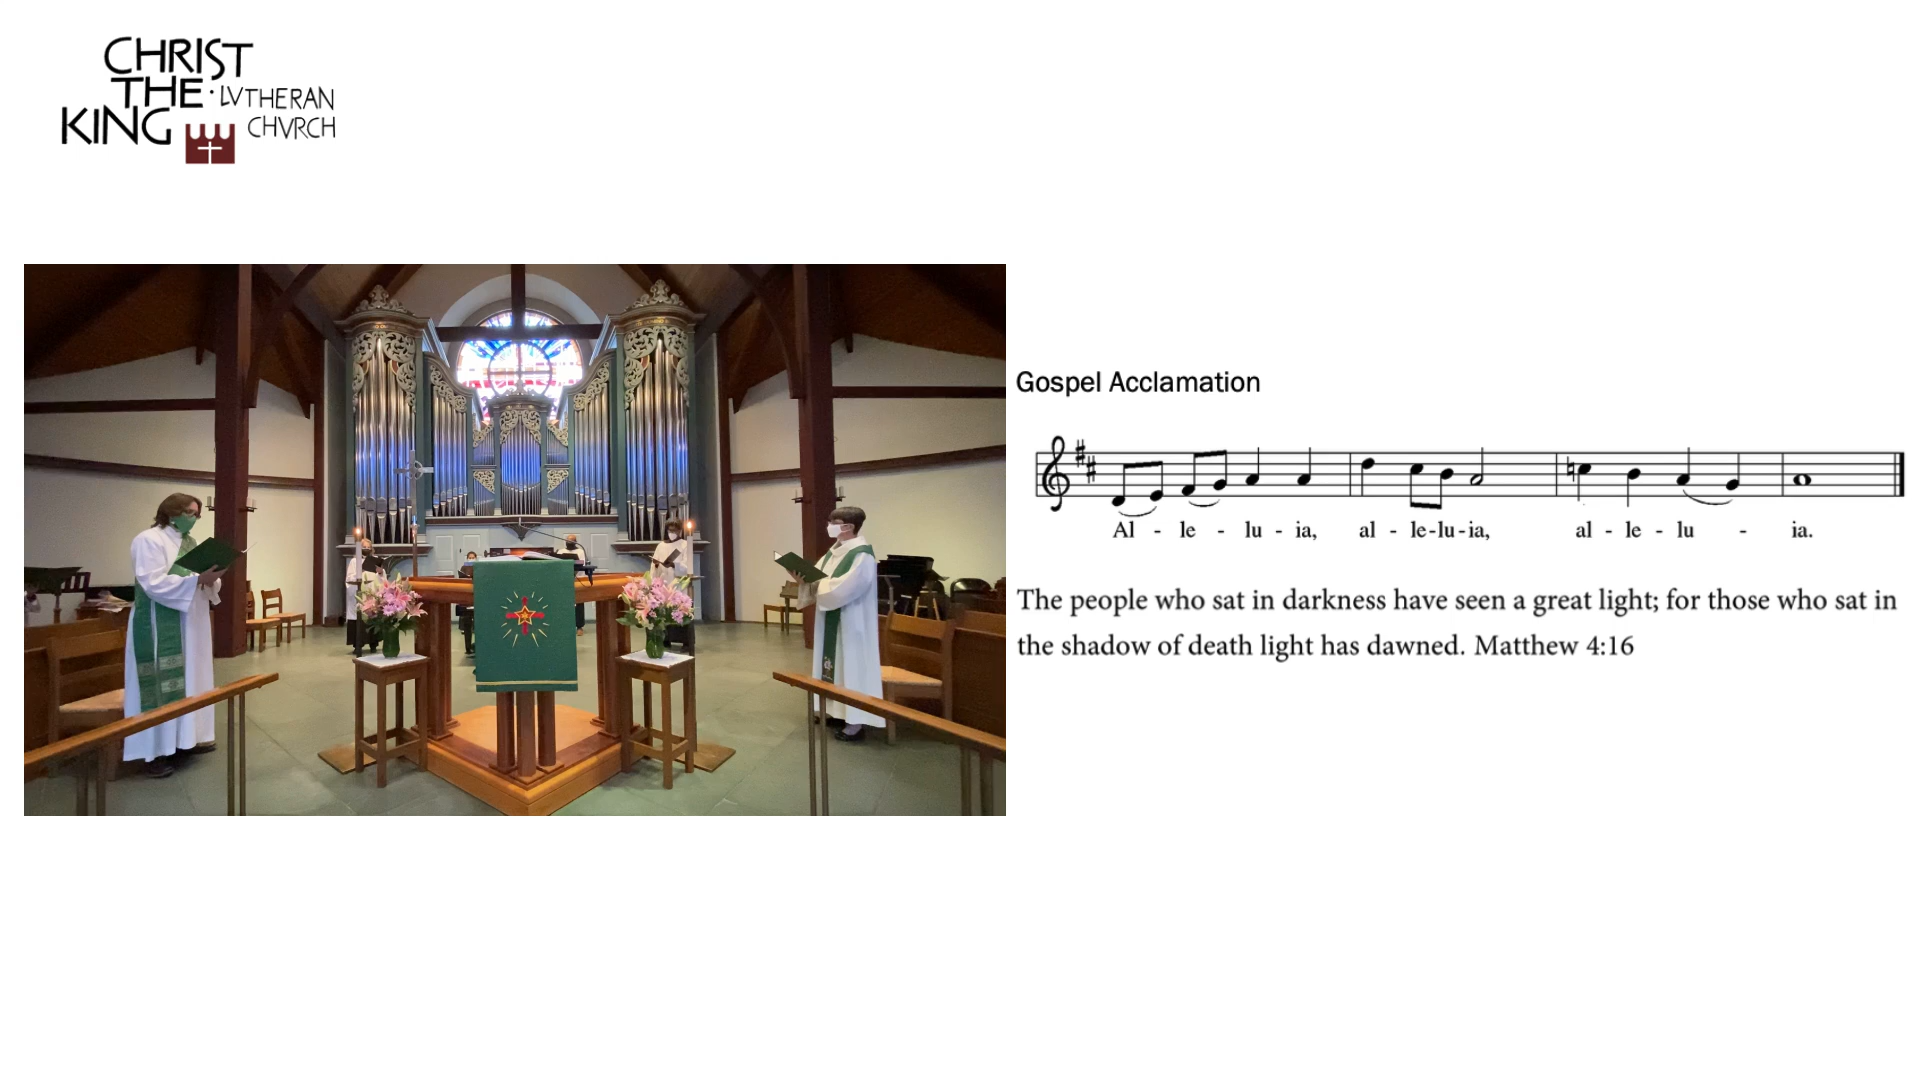 CHRIST
THE · LVTHERAN
KING CHVRCH
Gospel Acclamation
Al - le - lu - ia, al - le-lu-ia, al - le - lu - ia.
The people who sat in darkness have seen a great light; for those who sat in
the shadow of death light has dawned. Matthew 4:16